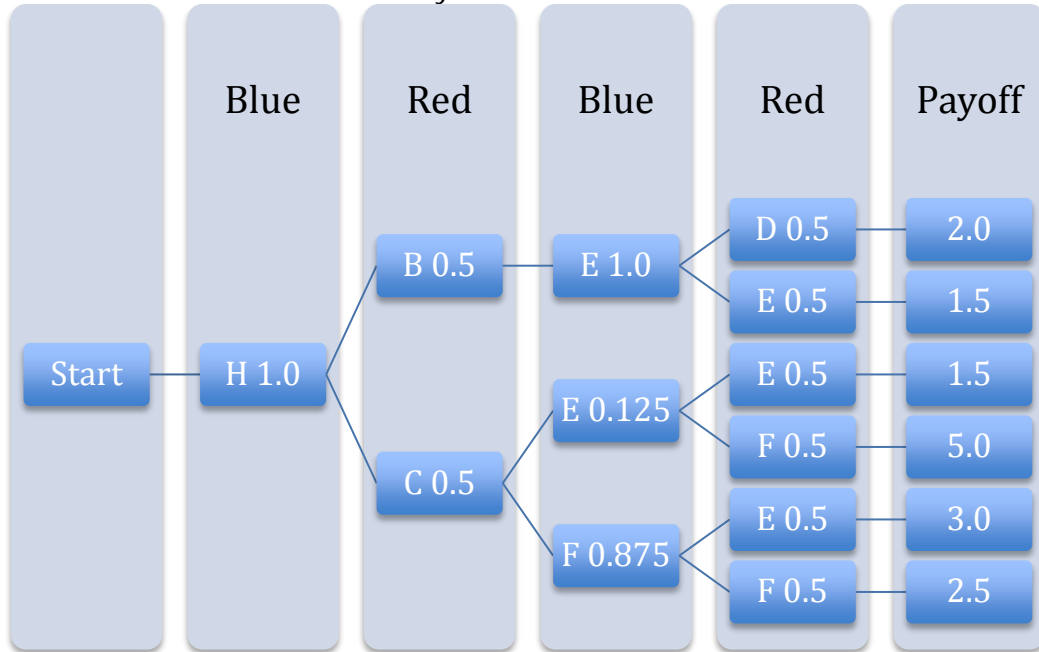 Blue Red Blue Red Payoff
D 0.5 2.0
B 0.5 E 1.0
E 0.5 1.5
Start H 1.0 E 0.5 1.5
E 0.125
F 0.5 5.0
C 0.5
E 0.5 3.0
F 0.875
F 0.5 2.5